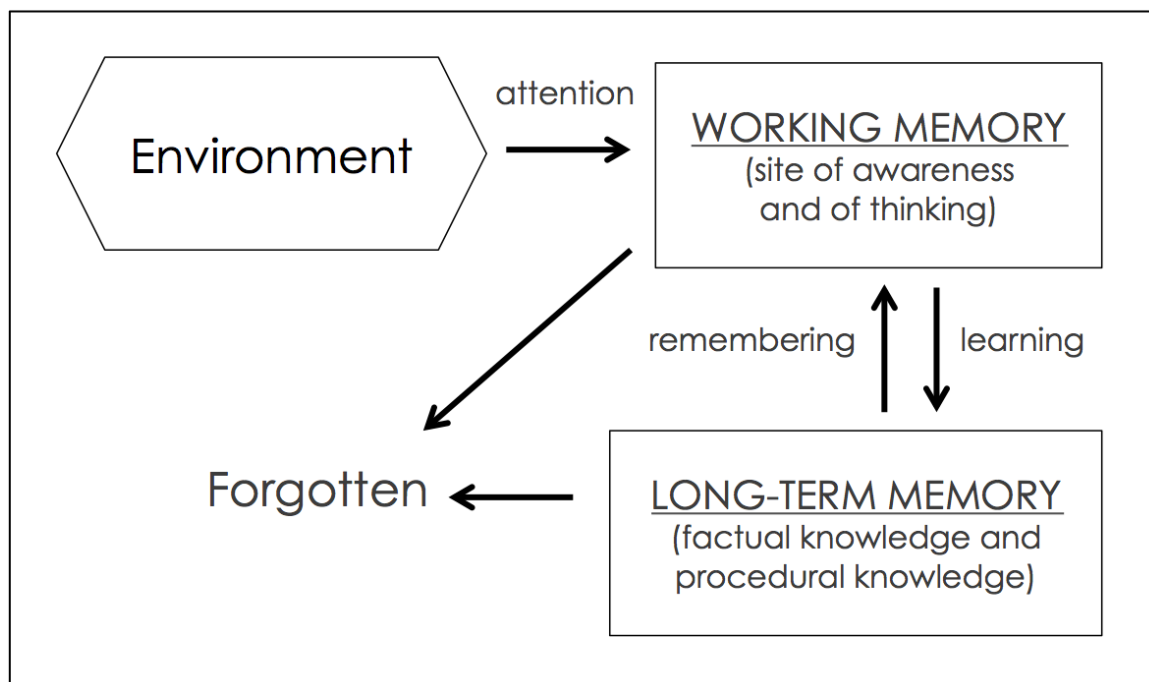 attention
Environment
WORKING MEMORY
(site of awareness
and of thinking)
remembering
learning
Forgotten
LONG-TERM MEMORY
(factual knowledge and
procedural knowledge)